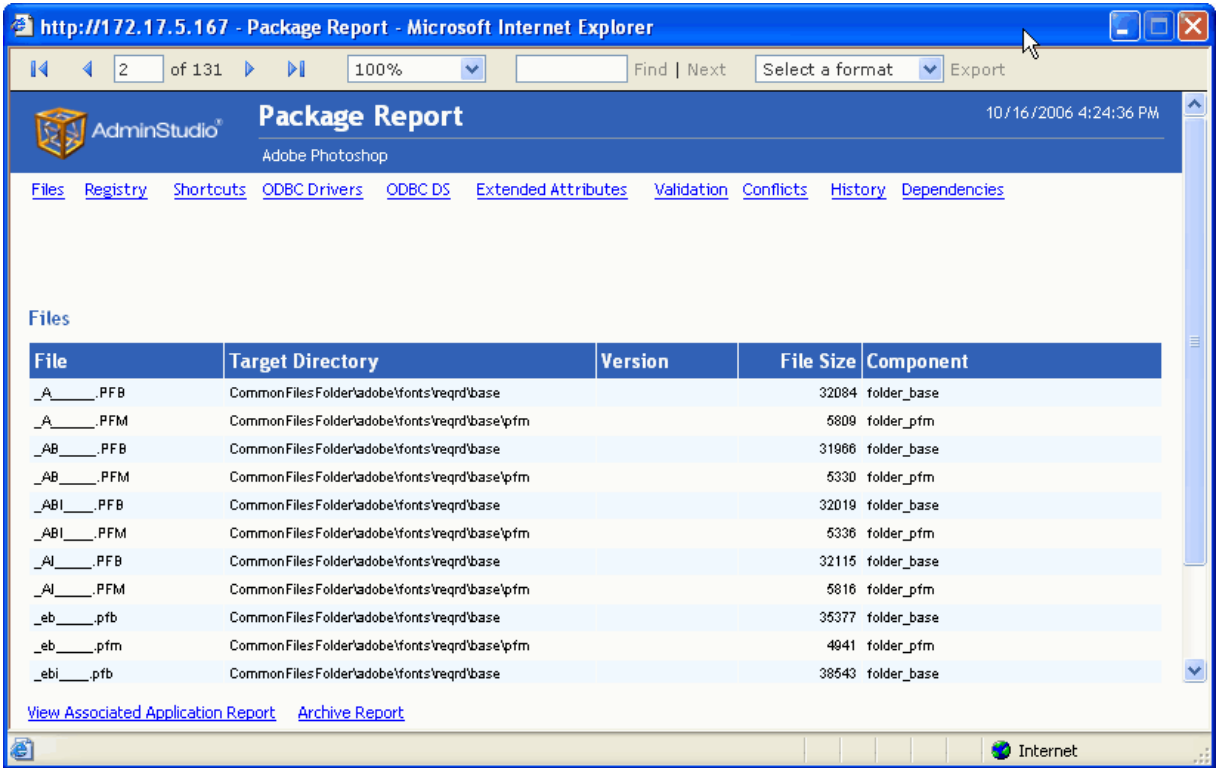 http://172.17.5.167 - Package Report - Microsoft Internet Explorer
2 of 131 100% Find | Next Select a format Export
AdminStudio® Package Report 10/16/2006 4:24:36 PM
Adobe Photoshop
Files Registry Shortcuts ODBC Drivers ODBC DS Extended Attributes Validation Conflicts History Dependencies
Files
File Target Directory Version File Size Component
_A______.PFB CommonFilesFolder\adobe\fonts\reqrd\base 32084 folder_base
_A______.PFM CommonFilesFolder\adobe\fonts\reqrd\base\pfm 5809 folder_pfm
_AB_____.PFB CommonFilesFolder\adobe\fonts\reqrd\base 31966 folder_base
_AB_____.PFM CommonFilesFolder\adobe\fonts\reqrd\base\pfm 5330 folder_pfm
_ABI____.PFB CommonFilesFolder\adobe\fonts\reqrd\base 32019 folder_base
_ABI____.PFM CommonFilesFolder\adobe\fonts\reqrd\base\pfm 5336 folder_pfm
_AI_____.PFB CommonFilesFolder\adobe\fonts\reqrd\base 32115 folder_base
_AI_____.PFM CommonFilesFolder\adobe\fonts\reqrd\base\pfm 5816 folder_pfm
_eb_____.pfb CommonFilesFolder\adobe\fonts\reqrd\base 35377 folder_base
_eb_____.pfm CommonFilesFolder\adobe\fonts\reqrd\base\pfm 4941 folder_pfm
_ebi____.pfb CommonFilesFolder\adobe\fonts\reqrd\base 38543 folder_base
View Associated Application Report Archive Report
Internet